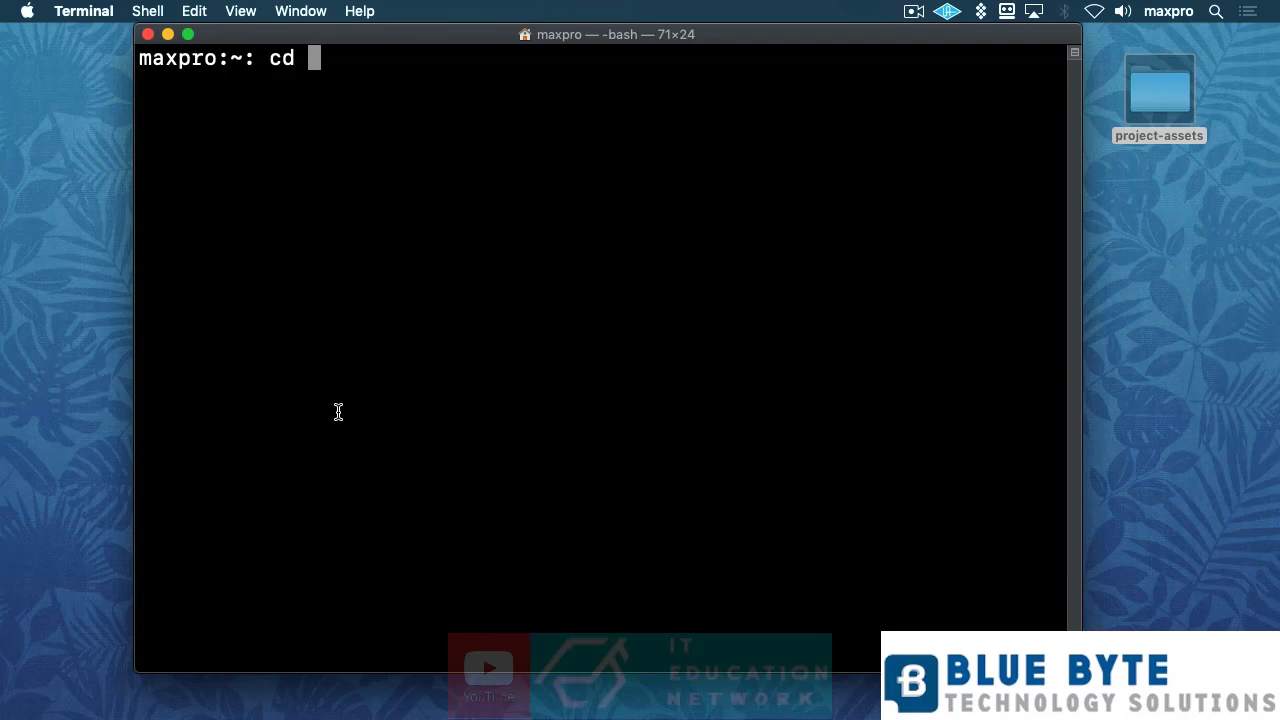 Terminal Shell Edit View Window Help maxpro
maxpro — -bash — 71×24
maxpro:~: cd
project-assets
YouTube
IT
EDUCATION
NETWORK
BLUE BYTE
TECHNOLOGY SOLUTIONS